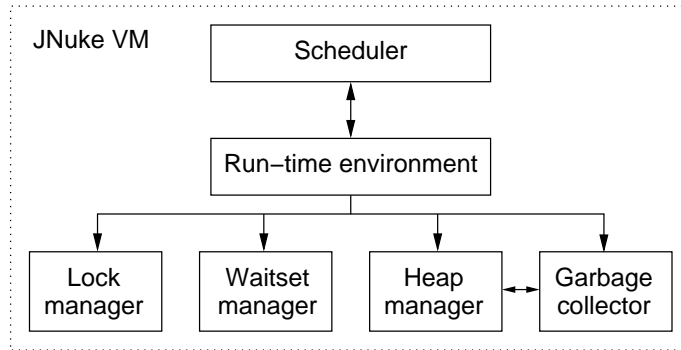 JNuke VM
Scheduler
Run−time environment
Lock
manager
Waitset
manager
Heap
manager
Garbage
collector